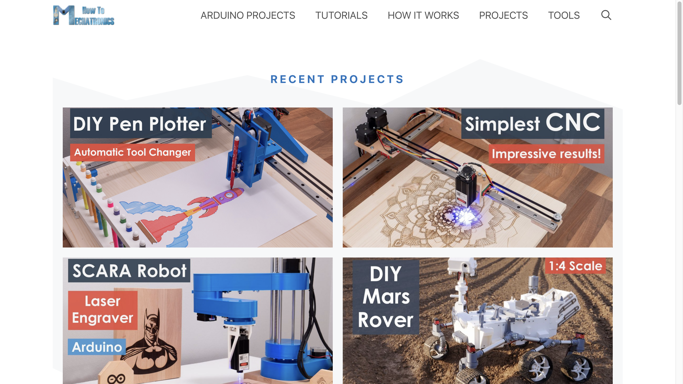 How To
Mechatronics
ARDUINO PROJECTS
TUTORIALS
HOW IT WORKS
PROJECTS
TOOLS
RECENT PROJECTS
DIY Pen Plotter
Automatic Tool Changer
Simplest CNC
Impressive results!
SCARA Robot
Laser
Engraver
Arduino
DIY
Mars
Rover
1:4 Scale